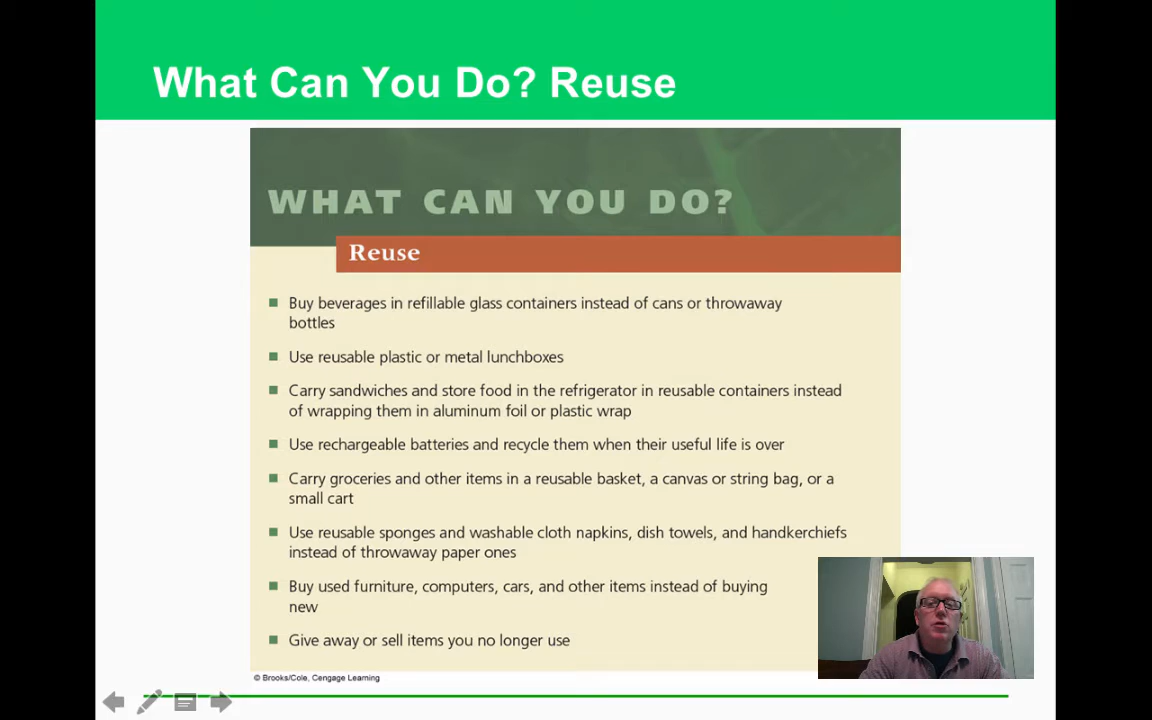 What Can You Do? Reuse
WHAT CAN YOU DO?
Reuse
Buy beverages in refillable glass containers instead of cans or throwaway
bottles
Use reusable plastic or metal lunchboxes
Carry sandwiches and store food in the refrigerator in reusable containers instead
of wrapping them in aluminum foil or plastic wrap
Use rechargeable batteries and recycle them when their useful life is over
Carry groceries and other items in a reusable basket, a canvas or string bag, or a
small cart
Use reusable sponges and washable cloth napkins, dish towels, and handkerchiefs
instead of throwaway paper ones
Buy used furniture, computers, cars, and other items instead of buying
new
Give away or sell items you no longer use
© Brooks/Cole, Cengage Learning